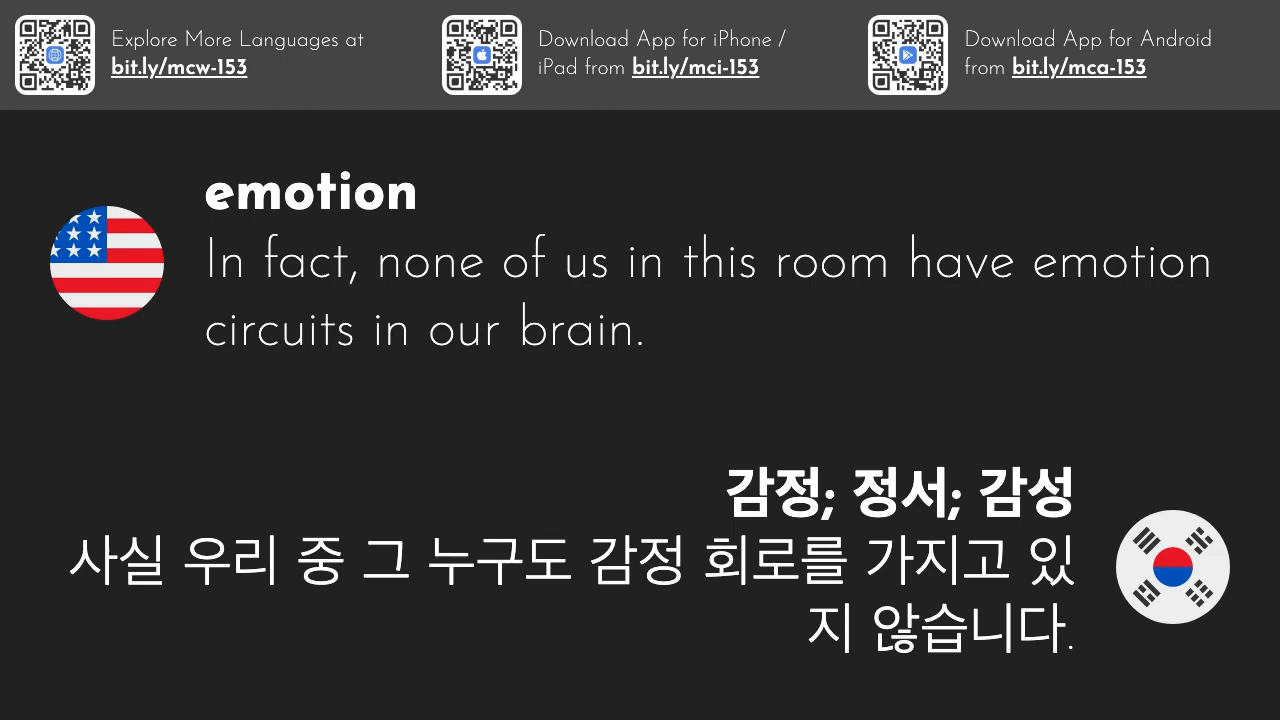 Explore More Languages at
bit.ly/mcw-153
Download App for iPhone /
iPad from bit.ly/mci-153
Download App for Android
from bit.ly/mca-153
emotion
In fact, none of us in this room have emotion
circuits in our brain.
감정; 정서; 감성
사실 우리 중 그 누구도 감정 회로를 가지고 있
지 않습니다.